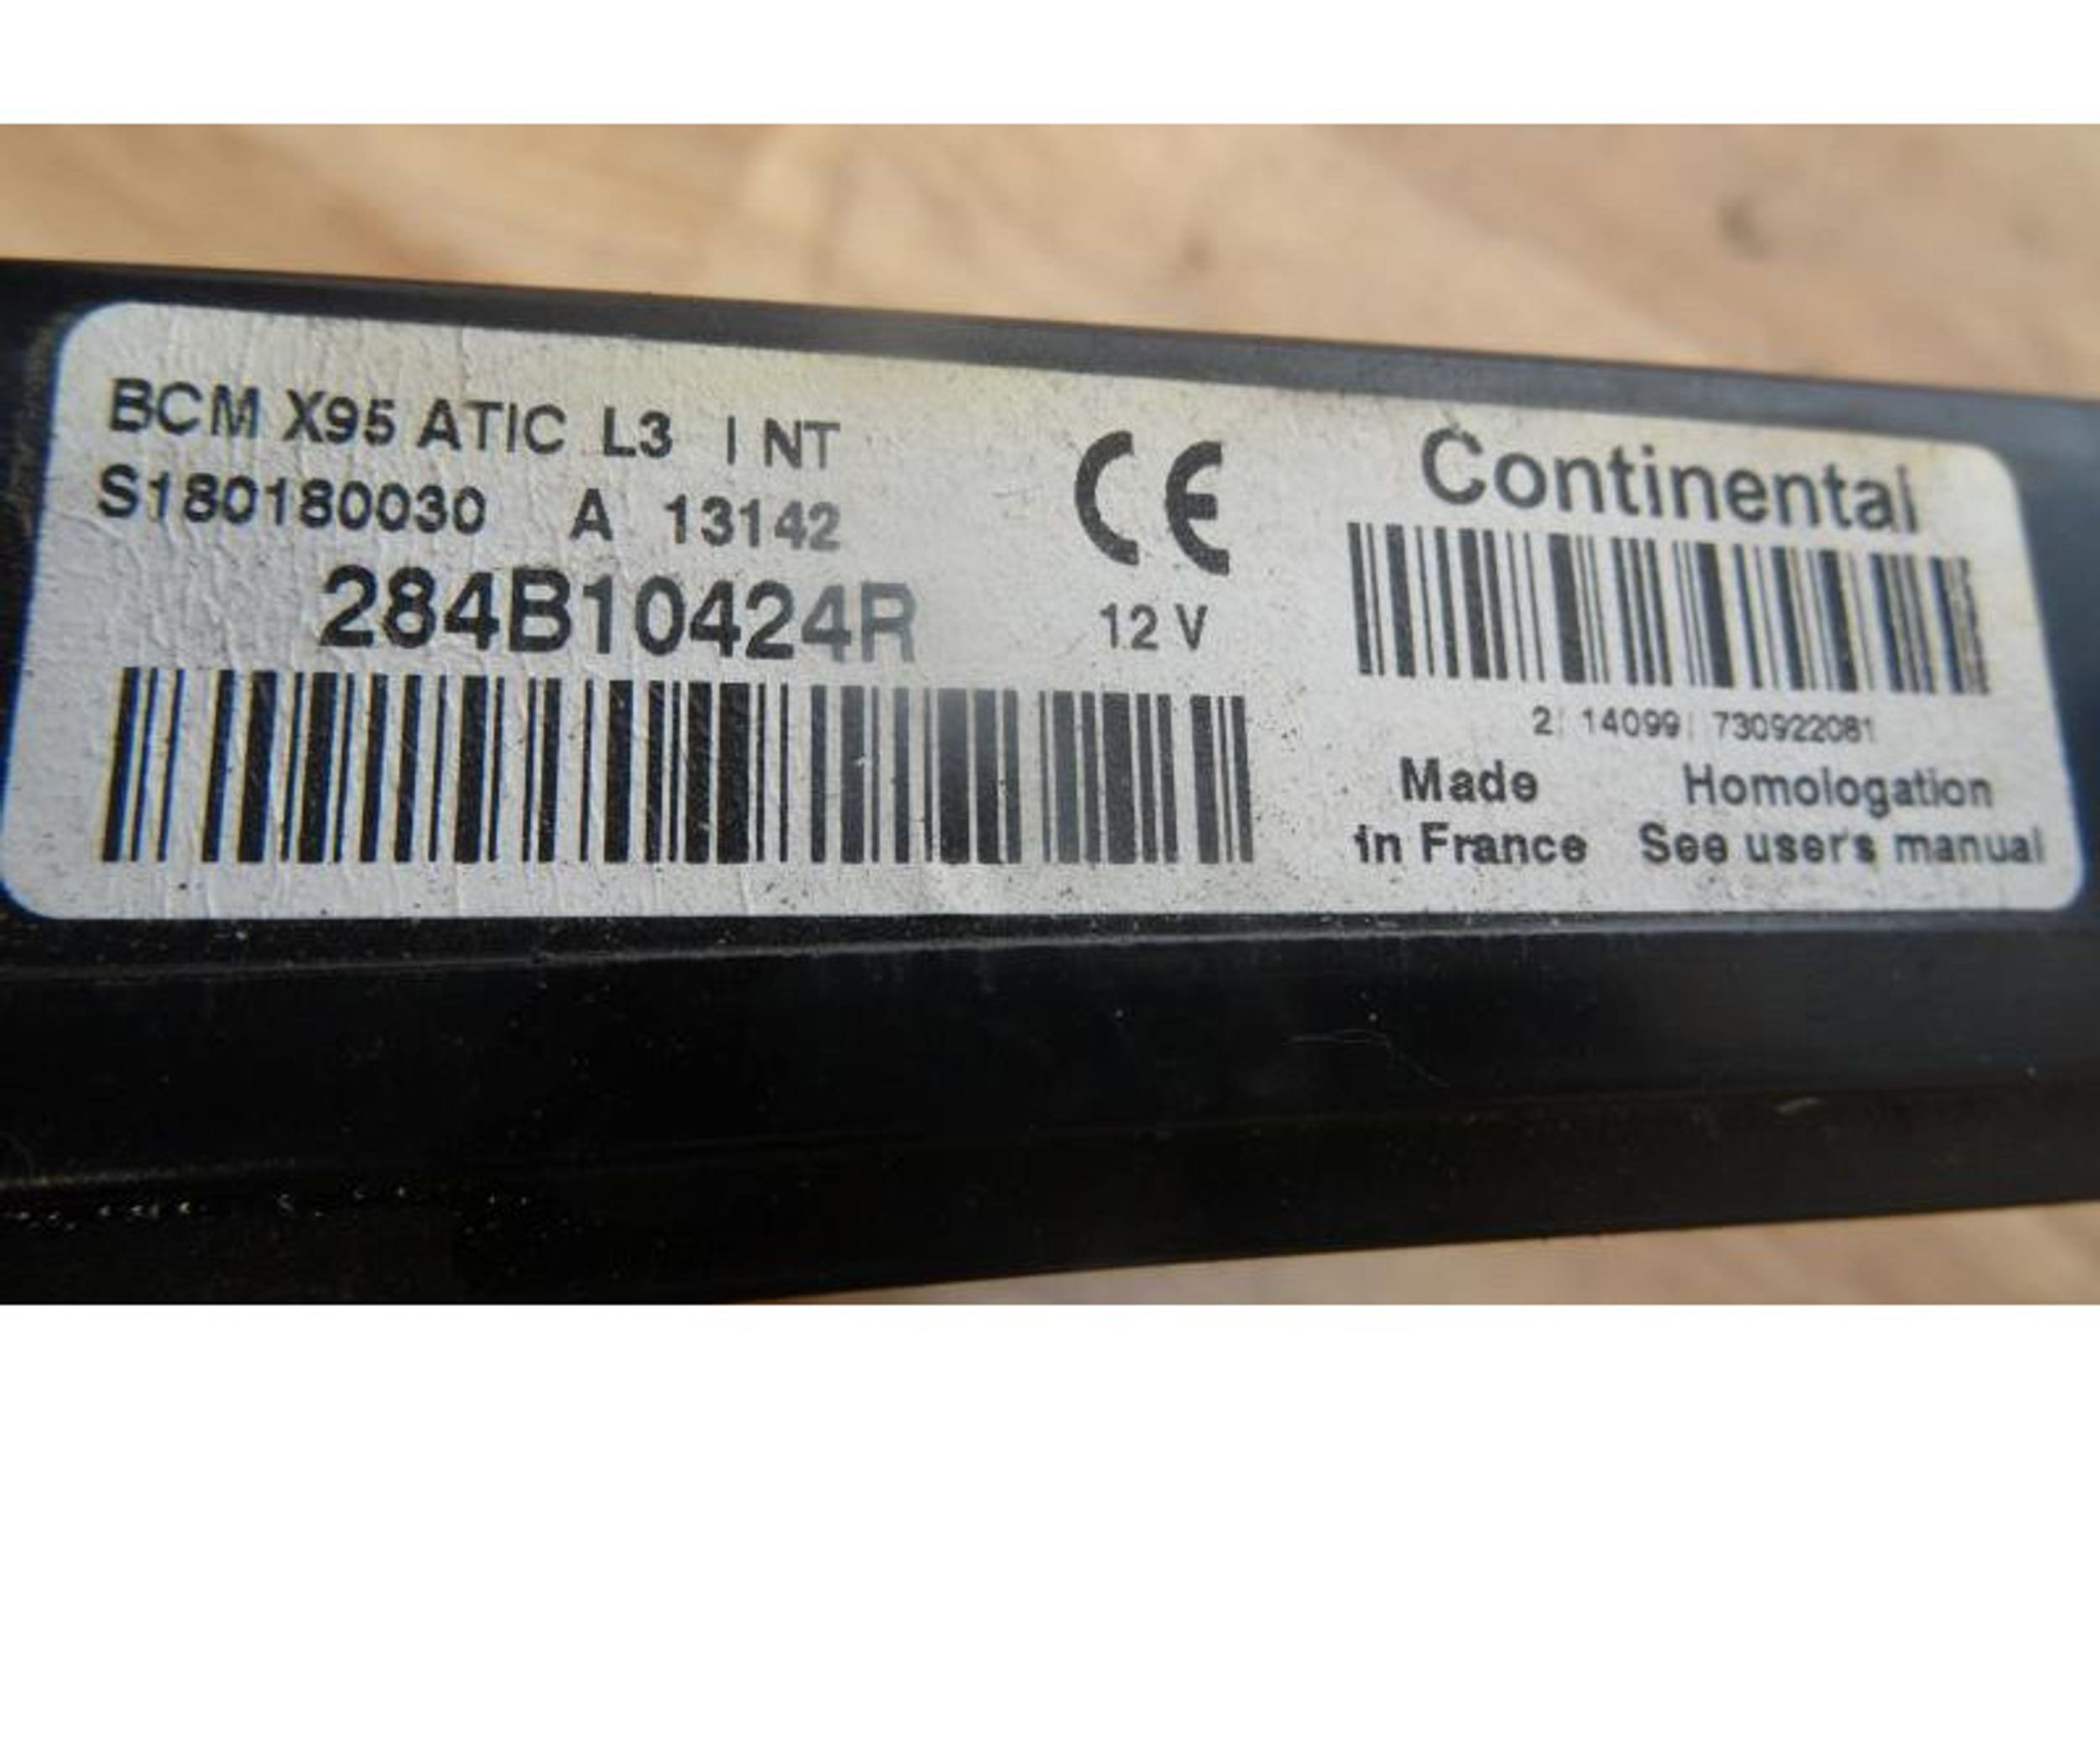 BCM X95 ATIC L3 INT
S180180030 A 13142
284B10424R
CE
12 V
Continental
2 14099 730922081
Made
in France
Homologation
See user's manual